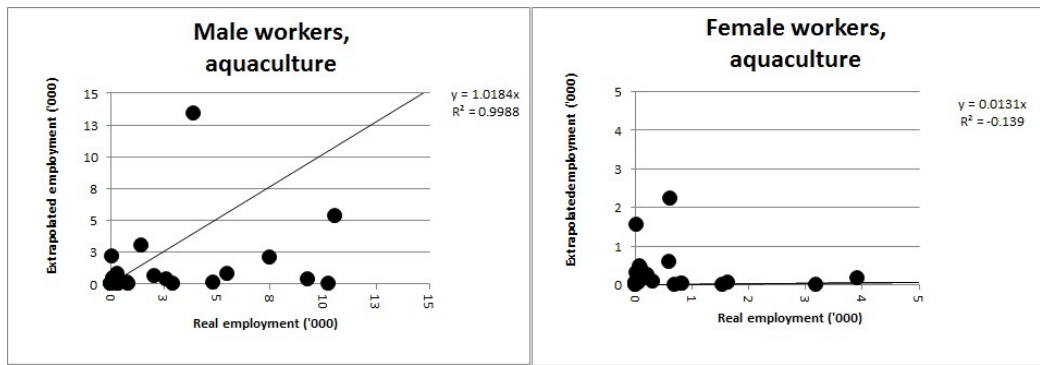 Male workers,
aquaculture
Extrapolated employment ('000)
15
13
10
8
5
3
0
y = 1.0184x
R² = 0.9988
0
3
5
8
10
13
15
Real employment ('000)
Female workers,
aquaculture
Extrapolatedemployment ('000)
5
4
3
2
1
0
y = 0.0131x
R² = -0.139
0
1
2
3
4
5
Real employment ('000)